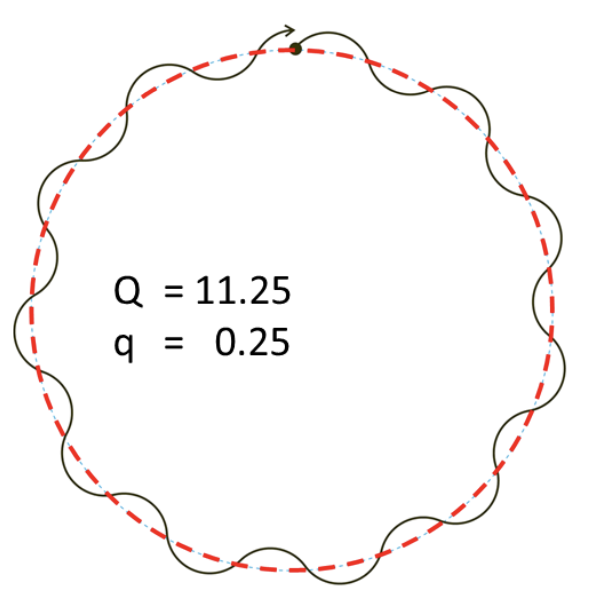 Q = 11.25
q = 0.25